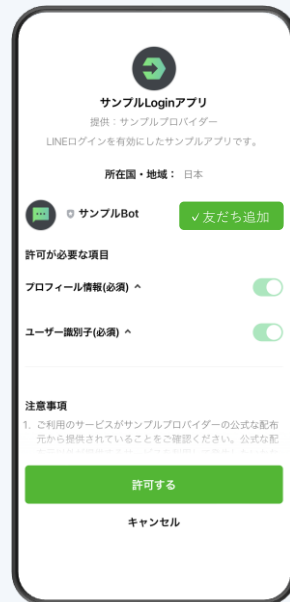 サンプルLoginアプリ
提供：サンプルプロバイダー
LINEログインを有効にしたサンプルアプリです。
所在国・地域： 日本
サンプルBot
✓友だち追加
許可が必要な項目
プロフィール情報(必須)
ユーザー識別子(必須)
注意事項
1. ご利用のサービスがサンプルプロバイダーの公式な配布
元から提供されていることをご確認ください。公式な配
許可する
キャンセル